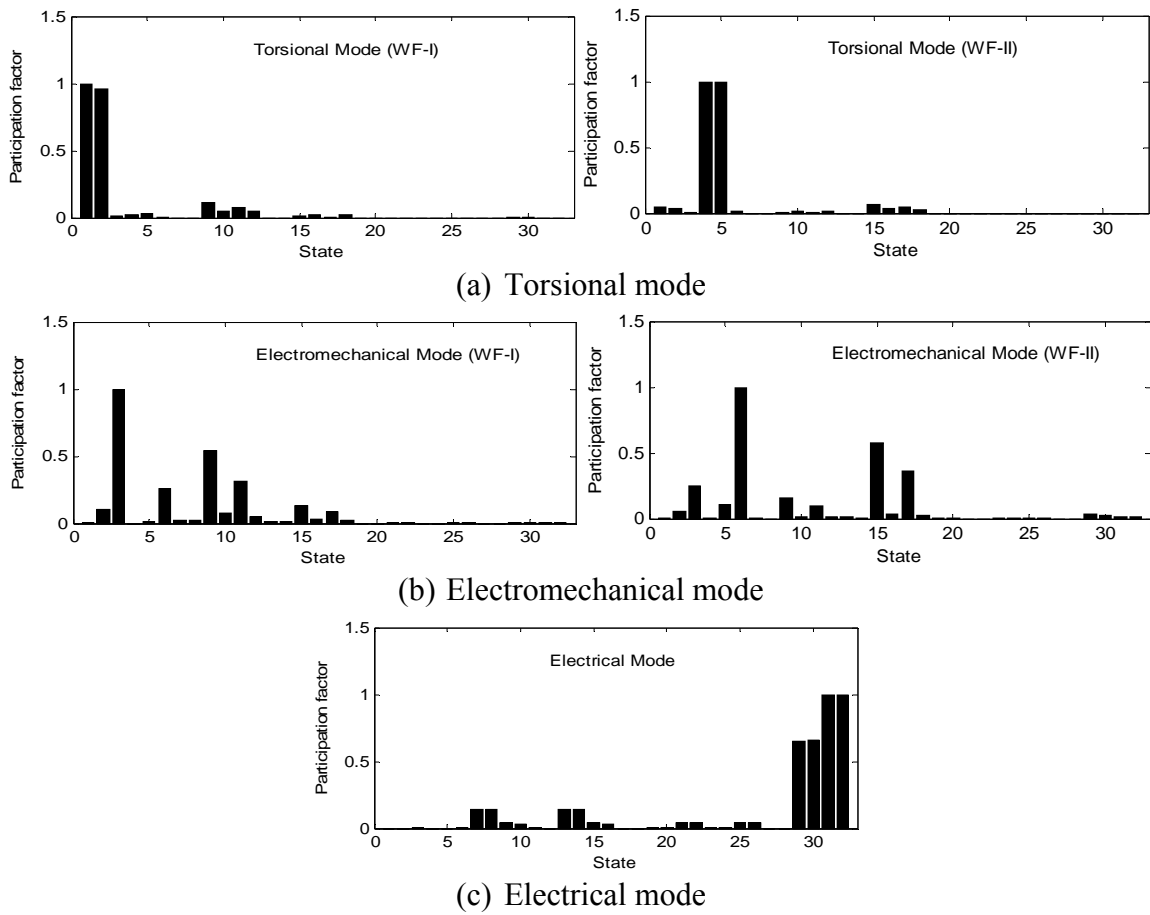 Torsional Mode (WF-I)
Participation factor
1.5
1
0.5
0
0 5 10 15 20 25 30
State
Torsional Mode (WF-II)
Participation factor
1.5
1
0.5
0
0 5 10 15 20 25 30
State
(a) Torsional mode
Electromechanical Mode (WF-I)
Participation factor
1.5
1
0.5
0
0 5 10 15 20 25 30
State
Electromechanical Mode (WF-II)
Participation factor
1.5
1
0.5
0
0 5 10 15 20 25 30
State
(b) Electromechanical mode
Electrical Mode
Participation factor
1.5
1
0.5
0
0 5 10 15 20 25 30
State
(c) Electrical mode